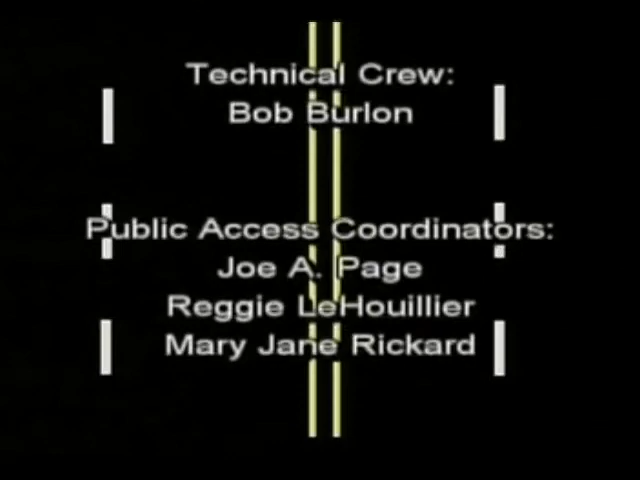 Technical Crew:
Bob Burlon
Public Access Coordinators:
Joe A. Page
Reggie LeHouillier
Mary Jane Rickard